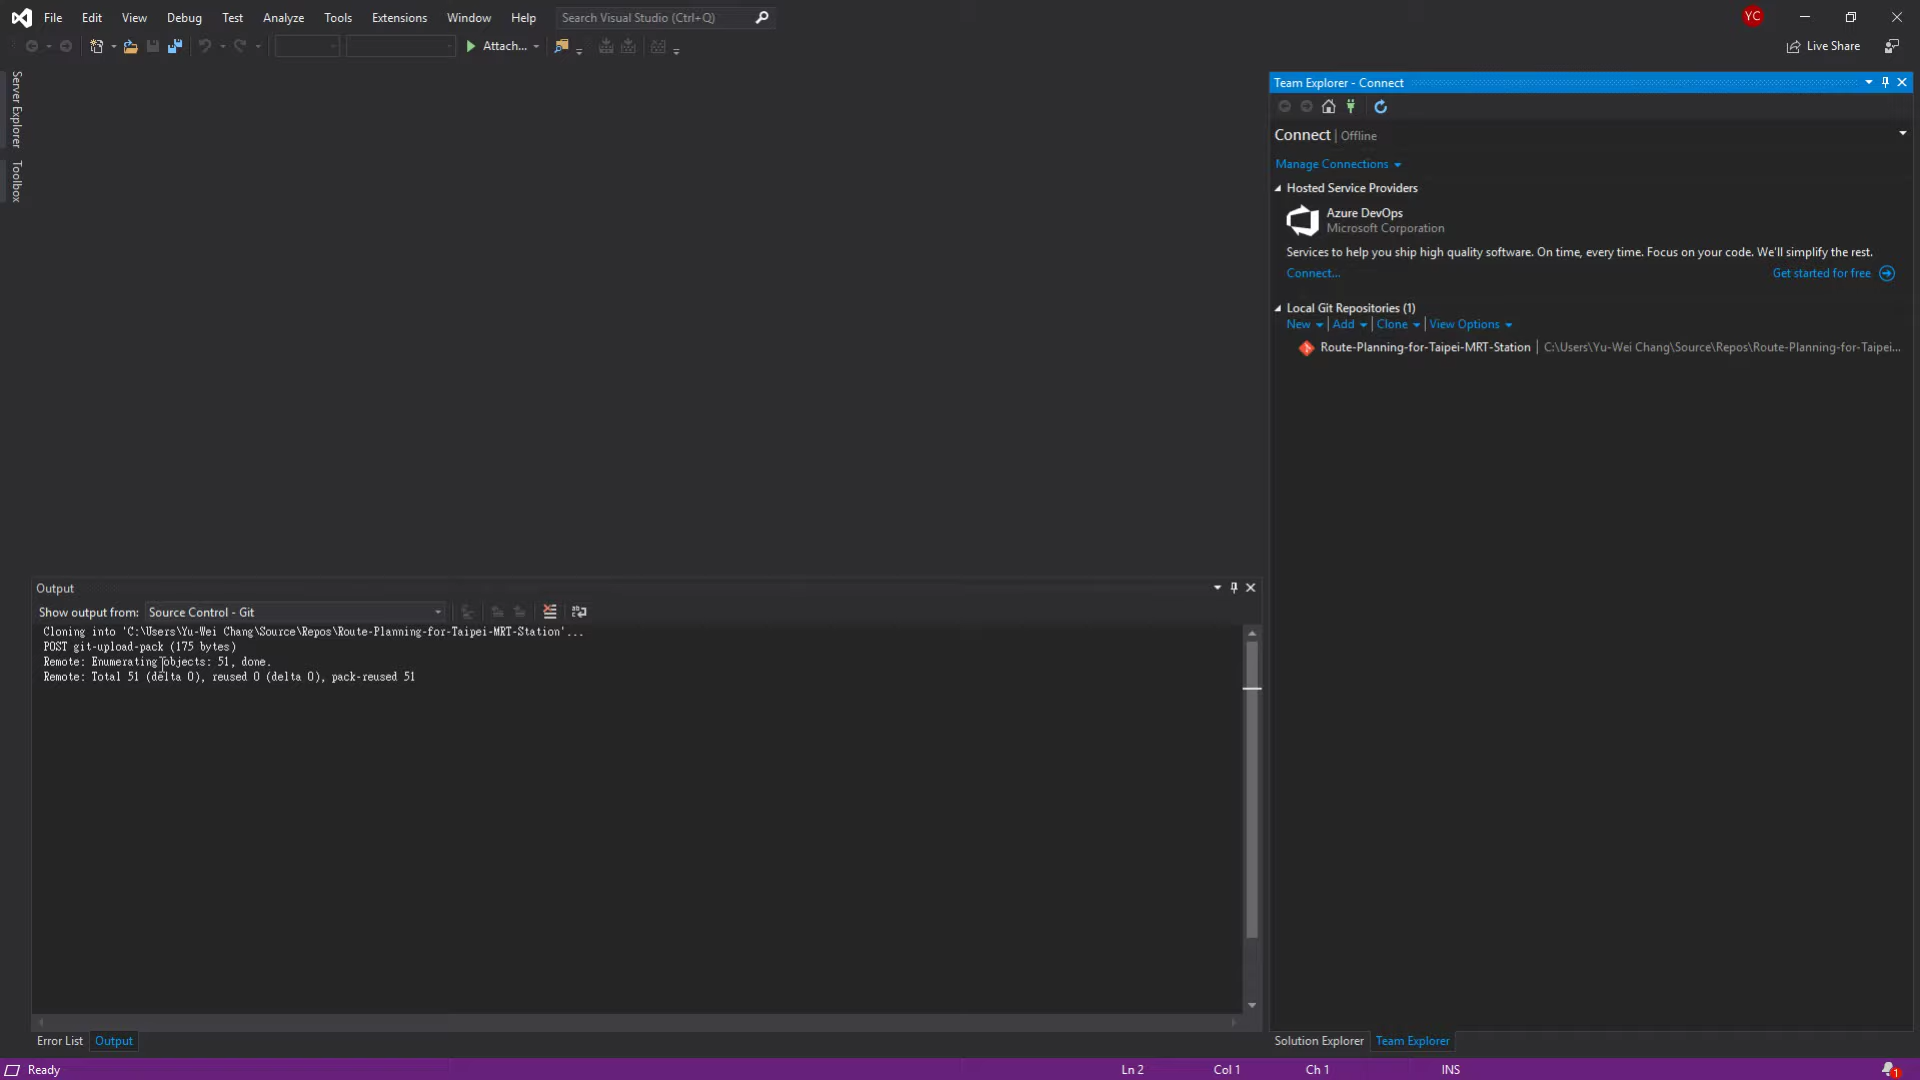 File Edit View Debug Test Analyze Tools Extensions Window Help Search Visual Studio (Ctrl+Q) YC
Attach... Live Share
Server Explorer
Toolbox
Team Explorer - Connect
Connect | Offline
Manage Connections
Hosted Service Providers
Azure DevOps
Microsoft Corporation
Services to help you ship high quality software. On time, every time. Focus on your code. We'll simplify the rest.
Connect... Get started for free
Local Git Repositories (1)
New | Add | Clone | View Options
Route-Planning-for-Taipei-MRT-Station | C:\Users\Yu-Wei Chang\Source\Repos\Route-Planning-for-Taipei...
Output
Show output from: Source Control - Git
Cloning into 'C:\Users\Yu-Wei Chang\Source\Repos\Route-Planning-for-Taipei-MRT-Station'...
POST git-upload-pack (175 bytes)
Remote: Enumerating objects: 51, done.
Remote: Total 51 (delta 0), reused 0 (delta 0), pack-reused 51
Error List Output
Solution Explorer Team Explorer
Ready Ln 2 Col 1 Ch 1 INS 1